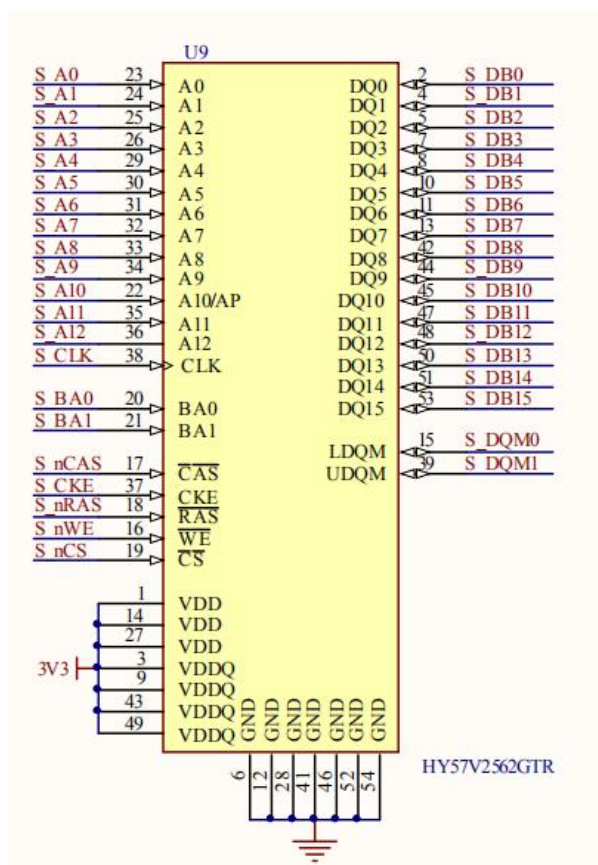 U9
S_A0 23 A0 DQ0 2 S_DB0
S_A1 24 A1 DQ1 4 S_DB1
S_A2 25 A2 DQ2 5 S_DB2
S_A3 26 A3 DQ3 7 S_DB3
S_A4 29 A4 DQ4 8 S_DB4
S_A5 30 A5 DQ5 10 S_DB5
S_A6 31 A6 DQ6 11 S_DB6
S_A7 32 A7 DQ7 13 S_DB7
S_A8 33 A8 DQ8 42 S_DB8
S_A9 34 A9 DQ9 44 S_DB9
S_A10 22 A10/AP DQ10 45 S_DB10
S_A11 35 A11 DQ11 47 S_DB11
S_A12 36 A12 DQ12 48 S_DB12
S_CLK 38 CLK DQ13 50 S_DB13
DQ14 51 S_DB14
S_BA0 20 BA0 DQ15 53 S_DB15
S_BA1 21 BA1
LDQM 15 S_DQM0
S_nCAS 17 CAS UDQM 39 S_DQM1
S_CKE 37 CKE
S_nRAS 18 RAS
S_nWE 16 WE
S_nCS 19 CS
1 VDD
14 VDD
27 VDD
3V3 3 VDDQ
9 VDDQ
43 VDDQ
49 VDDQ
GND GND GND GND GND GND GND
6 12 28 41 46 52 54
HY57V2562GTR